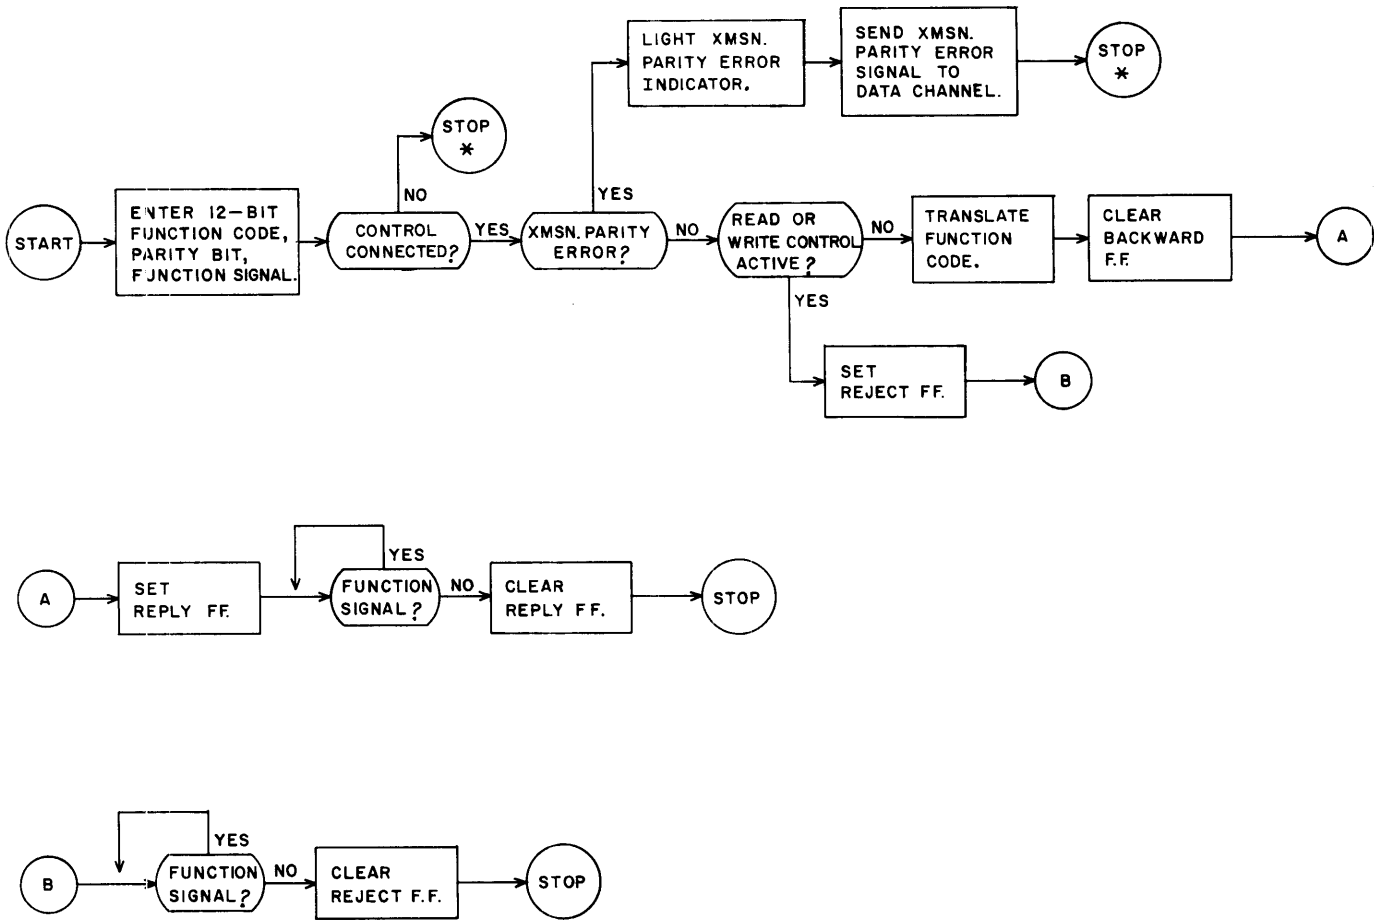 LIGHT XMSN.
PARITY ERROR
INDICATOR.
SEND XMSN.
PARITY ERROR
SIGNAL TO
DATA CHANNEL.
STOP
*
STOP
*
NO
YES
START
ENTER 12-BIT
FUNCTION CODE,
PARITY BIT,
FUNCTION SIGNAL.
CONTROL
CONNECTED?
YES
XMSN. PARITY
ERROR?
NO
READ OR
WRITE CONTROL
ACTIVE?
NO
TRANSLATE
FUNCTION
CODE.
CLEAR
BACKWARD
F.F.
A
YES
SET
REJECT FF.
B
A
SET
REPLY FF.
YES
FUNCTION
SIGNAL?
NO
CLEAR
REPLY FF.
STOP
B
YES
FUNCTION
SIGNAL?
NO
CLEAR
REJECT F.F.
STOP